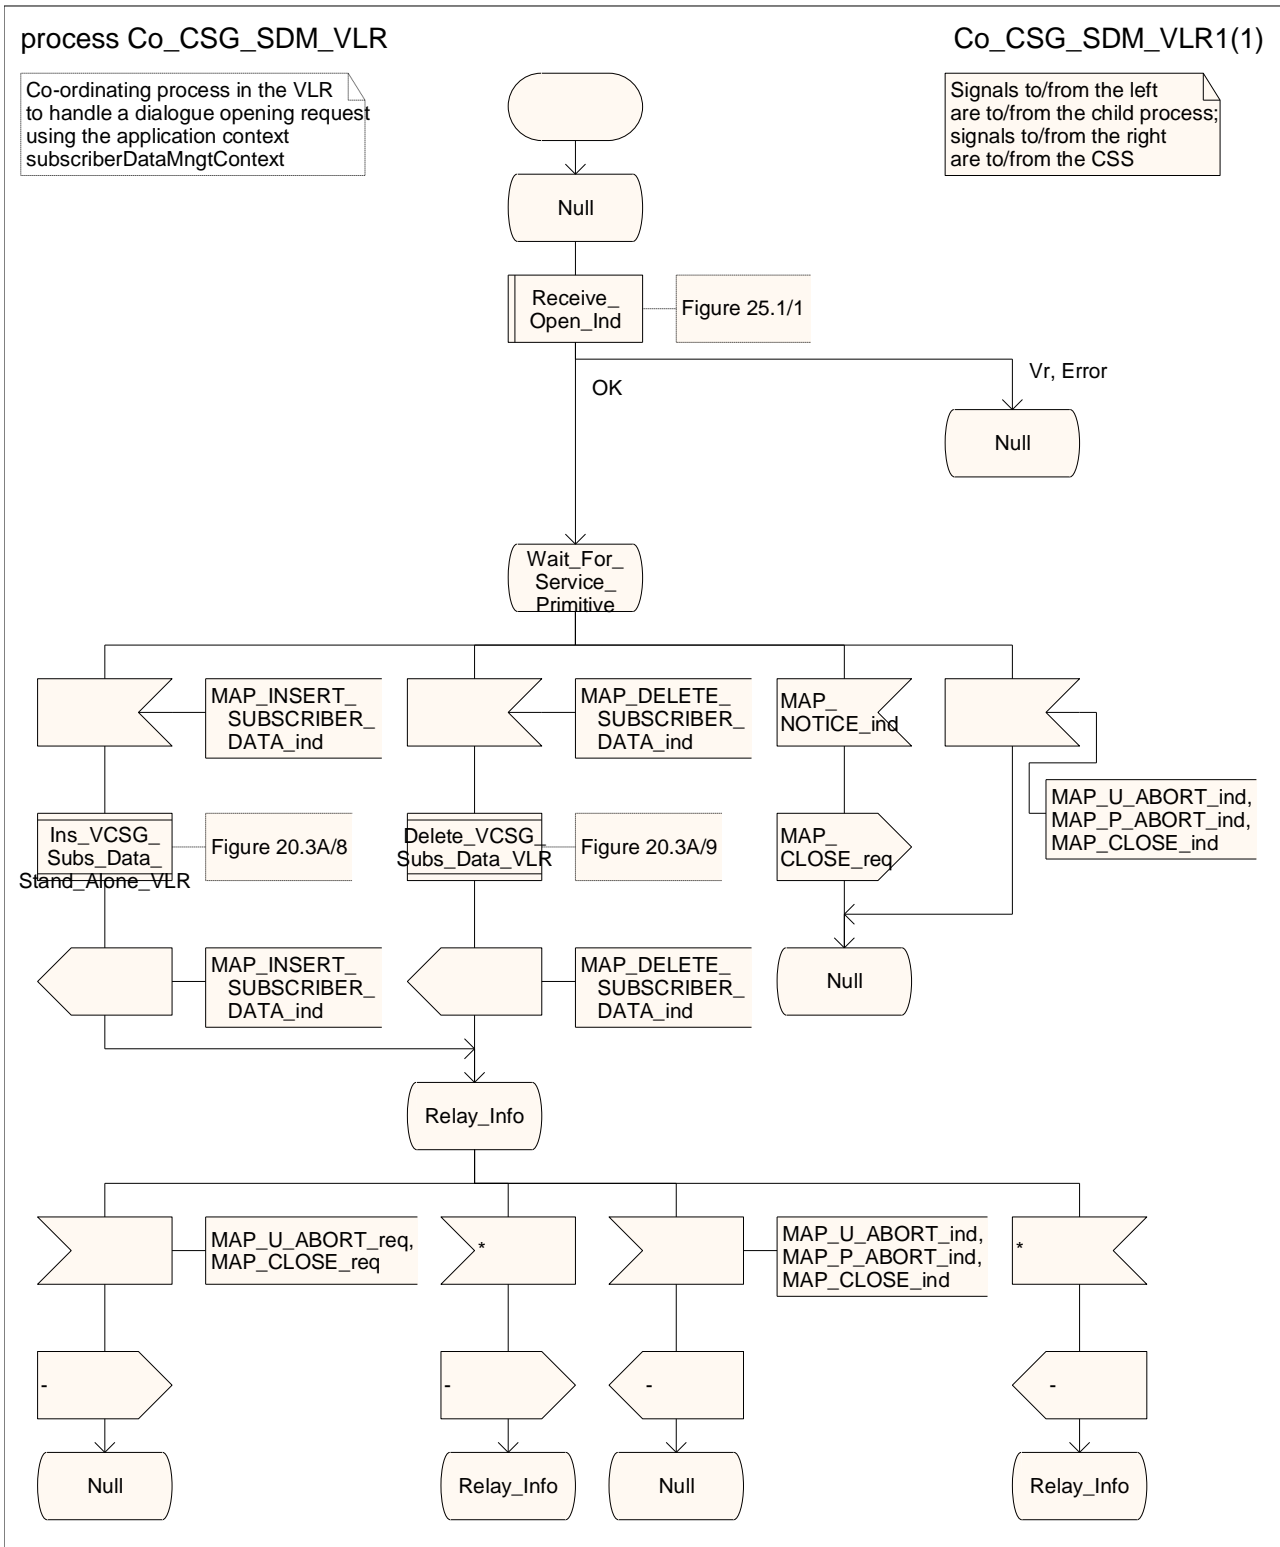 process Co_CSG_SDM_VLR
Co_CSG_SDM_VLR1(1)
Co-ordinating process in the VLR
to handle a dialogue opening request
using the application context
subscriberDataMngtContext
Signals to/from the left
are to/from the child process;
signals to/from the right
are to/from the CSS
Null
Receive_
Open_Ind
Figure 25.1/1
OK
Vr, Error
Null
Wait_For_
Service_
Primitive
MAP_INSERT_
SUBSCRIBER_
DATA_ind
MAP_DELETE_
SUBSCRIBER_
DATA_ind
MAP_
NOTICE_ind
MAP_U_ABORT_ind,
MAP_P_ABORT_ind,
MAP_CLOSE_ind
Ins_VCSG_
Subs_Data_
Stand_Alone_VLR
Figure 20.3A/8
Delete_VCSG_
Subs_Data_VLR
Figure 20.3A/9
MAP_
CLOSE_req
MAP_INSERT_
SUBSCRIBER_
DATA_ind
MAP_DELETE_
SUBSCRIBER_
DATA_ind
Null
Relay_Info
MAP_U_ABORT_req,
MAP_CLOSE_req
*
MAP_U_ABORT_ind,
MAP_P_ABORT_ind,
MAP_CLOSE_ind
*
-
-
-
-
Null
Relay_Info
Null
Relay_Info